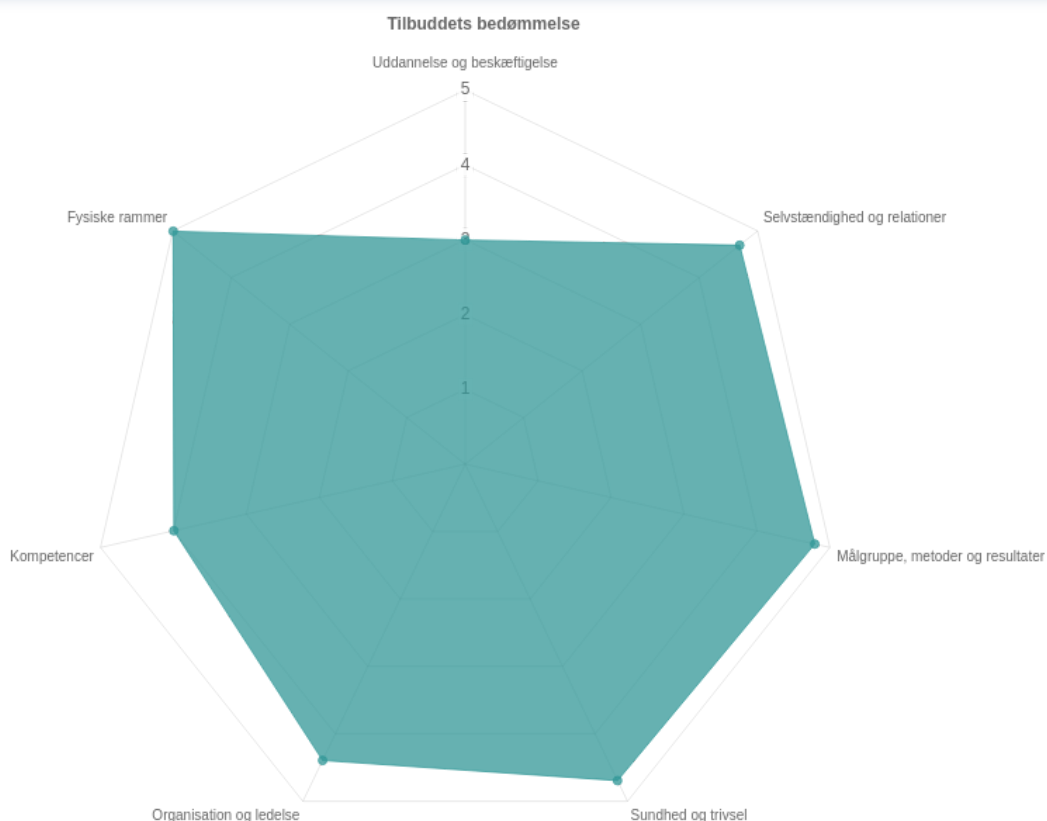 Tilbuddets bedømmelse
Uddannelse og beskæftigelse
5
4
Fysiske rammer
Selvstændighed og relationer
3
2
1
Kompetencer
Målgruppe, metoder og resultater
Organisation og ledelse
Sundhed og trivsel